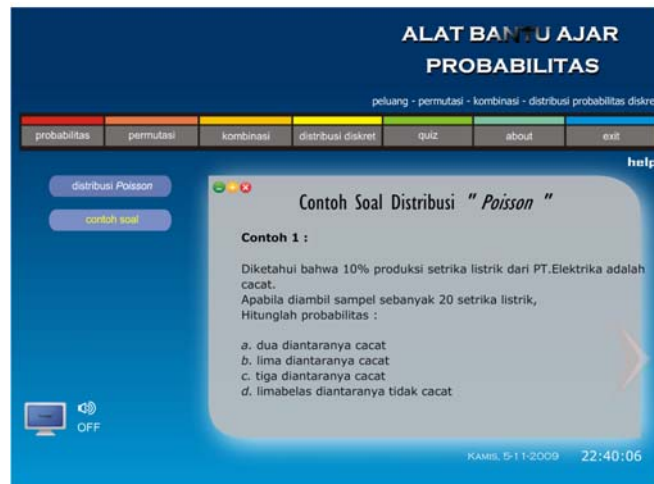 ALAT BANTU AJAR
PROBABILITAS
peluang - permutasi - kombinasi - distribusi probabilitas diskre
probabilitas
permutasi
kombinasi
distribusi diskret
quiz
about
exit
help
distribusi Poisson
contoh soal
Contoh Soal Distribusi " Poisson "
Contoh 1 :
Diketahui bahwa 10% produksi setrika listrik dari PT.Elektrika adalah
cacat.
Apabila diambil sampel sebanyak 20 setrika listrik,
Hitunglah probabilitas :
a. dua diantaranya cacat
b. lima diantaranya cacat
c. tiga diantaranya cacat
d. limabelas diantaranya tidak cacat
OFF
KAMIS, 5-11-2009
22:40:06